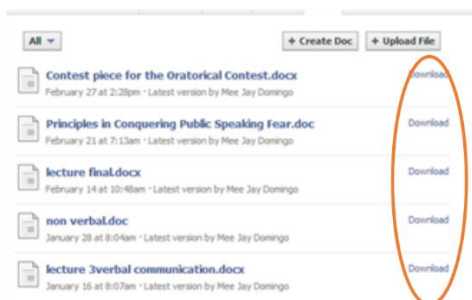 All
+ Create Doc + Upload File
Contest piece for the Oratorical Contest.docx Download
February 27 at 2:28pm · Latest version by Mee Jay Domingo
Principles in Conquering Public Speaking Fear.doc Download
February 21 at 7:13am · Latest version by Mee Jay Domingo
lecture final.docx Download
February 14 at 10:48am · Latest version by Mee Jay Domingo
non verbal.doc Download
January 28 at 8:04am · Latest version by Mee Jay Domingo
lecture 3verbal communication.docx Download
January 16 at 8:07am · Latest version by Mee Jay Domingo